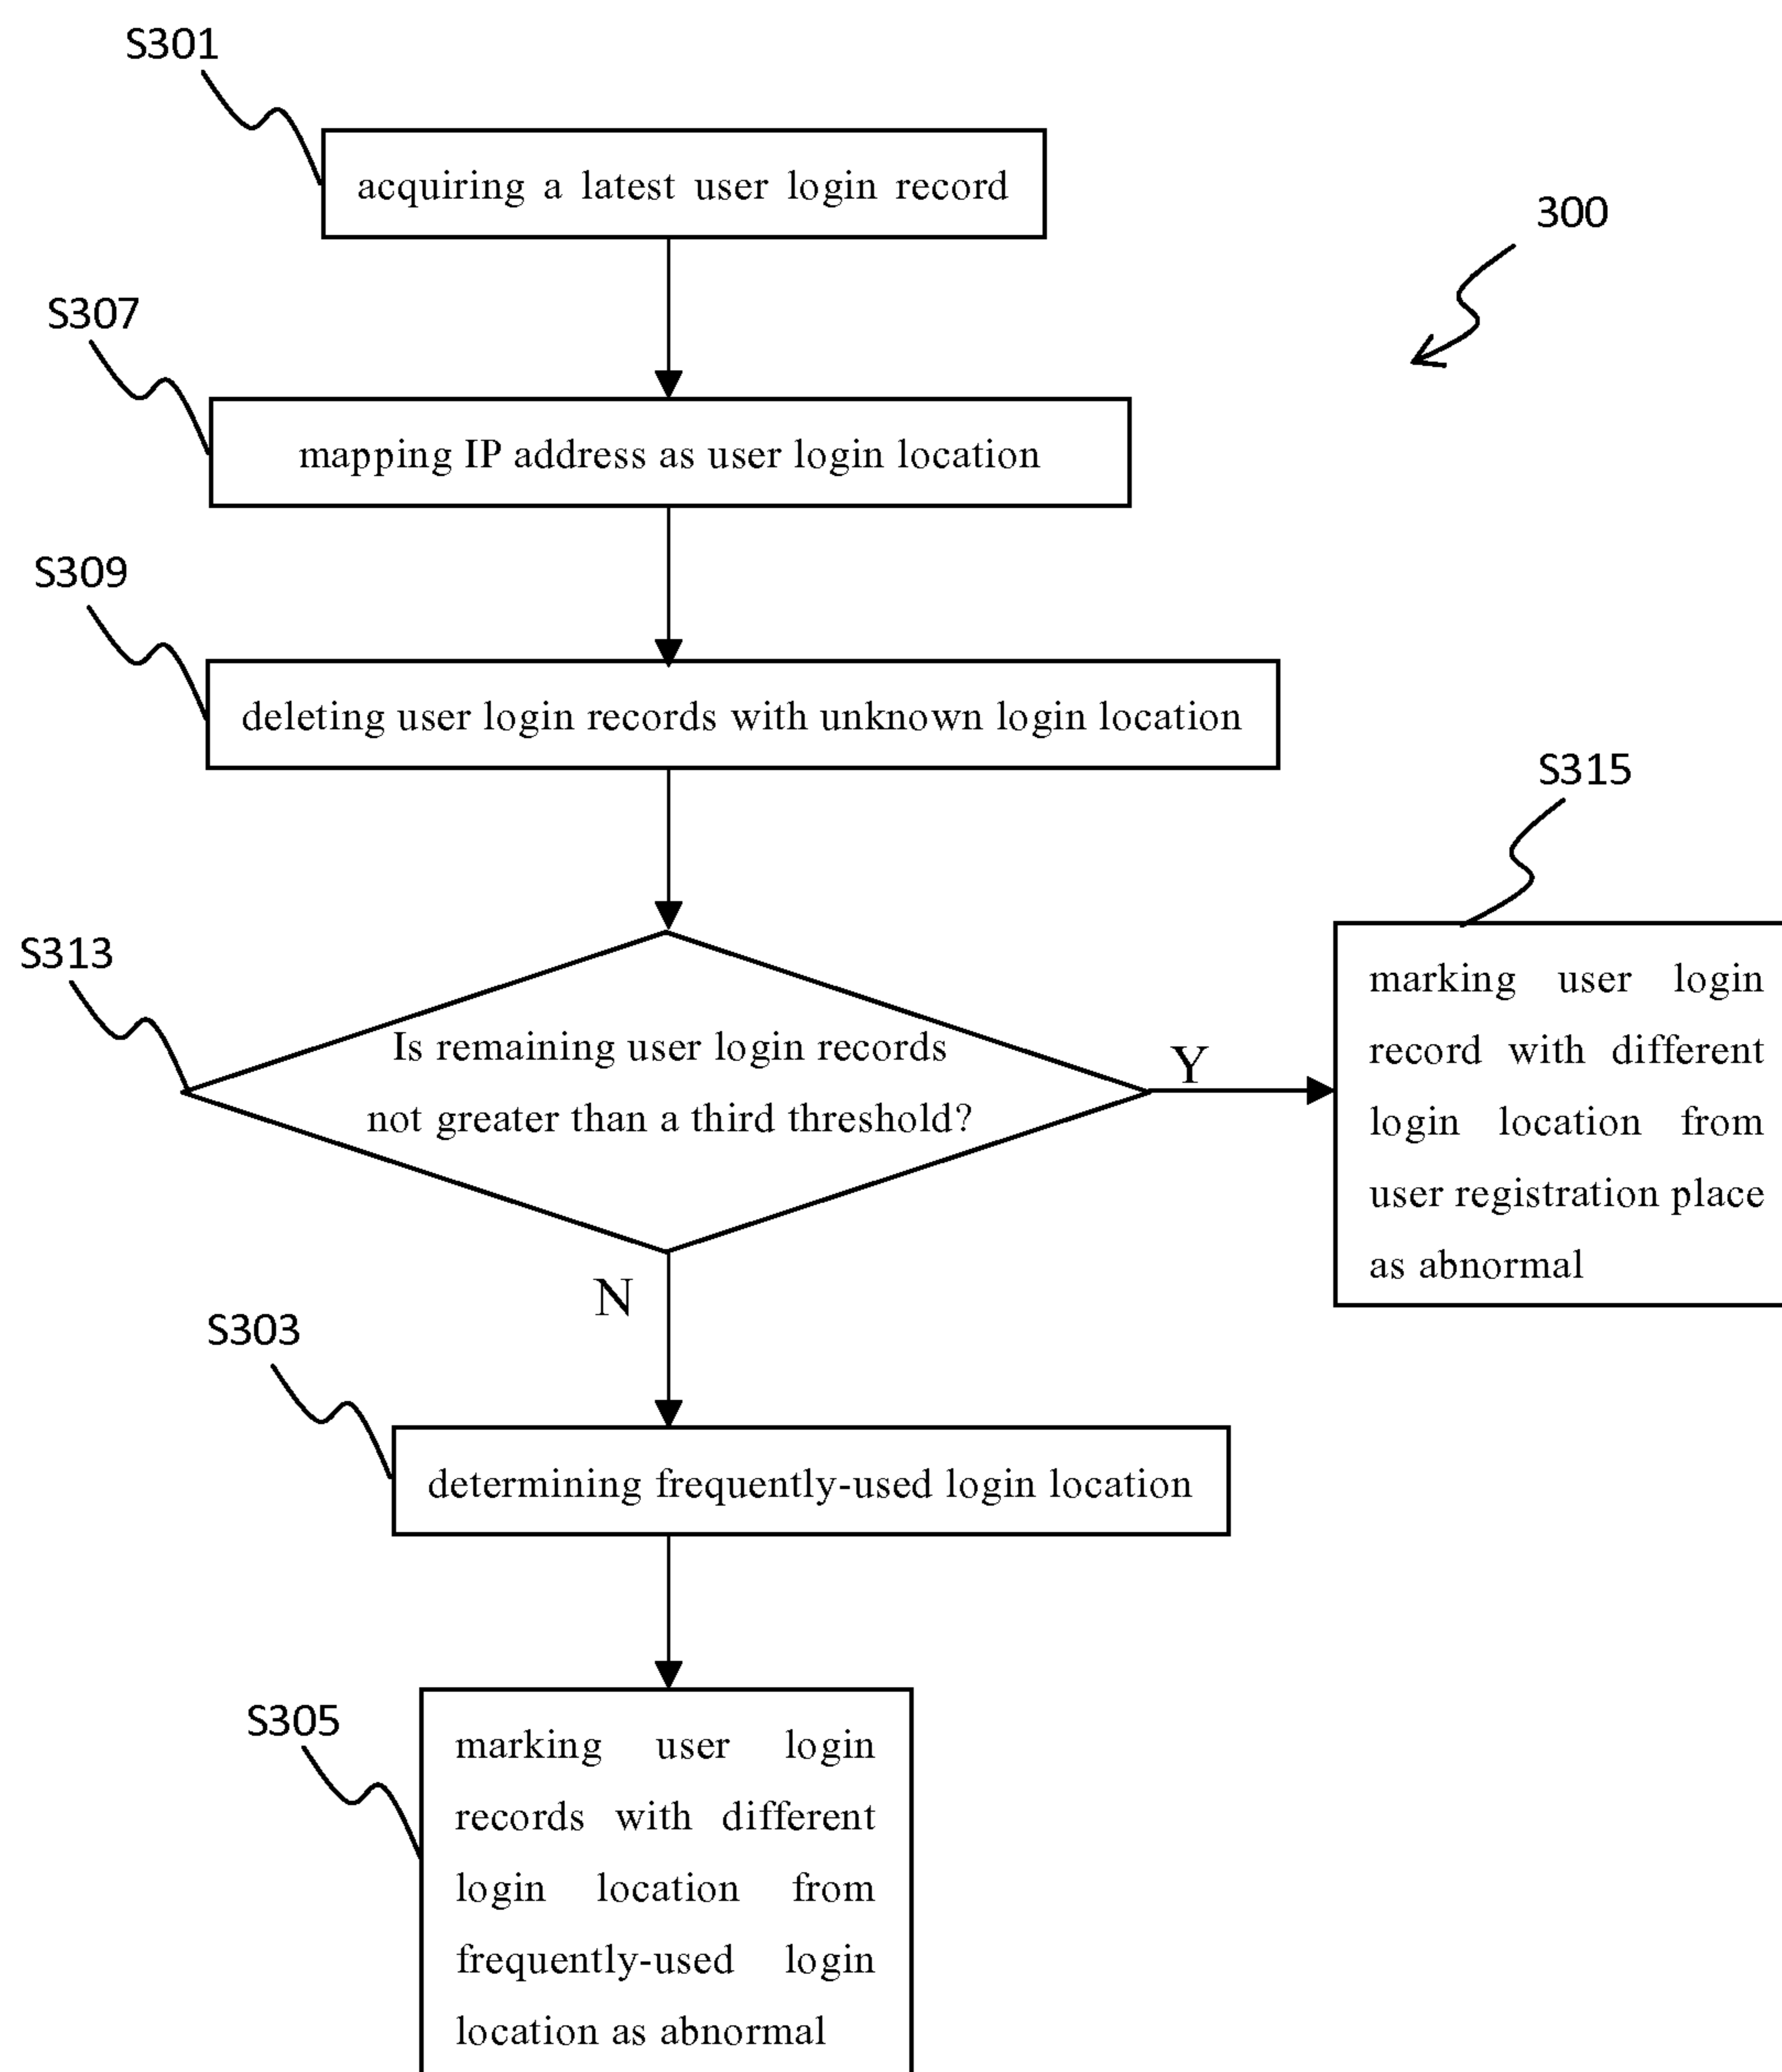 S301
acquiring a latest user login record
300
S307
mapping IP address as user login location
S309
deleting user login records with unknown login location
S315
marking user login
record with different
login location from
user registration place
as abnormal
S313
Is remaining user login records
not greater than a third threshold?
Y
N
S303
determining frequently-used login location
S305
marking user login
records with different
login location from
frequently-used login
location as abnormal